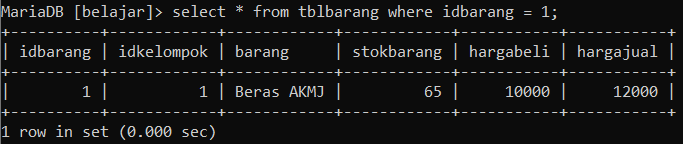 MariaDB [belajar]> select * from tblbarang where idbarang = 1;
+----------+------------+------------+------------+-----------+-----------+
| idbarang | idkelompok | barang     | stokbarang | hargabeli | hargajual |
+----------+------------+------------+------------+-----------+-----------+
|        1 |          1 | Beras AKMJ |         65 |     10000 |     12000 |
+----------+------------+------------+------------+-----------+-----------+
1 row in set (0.000 sec)